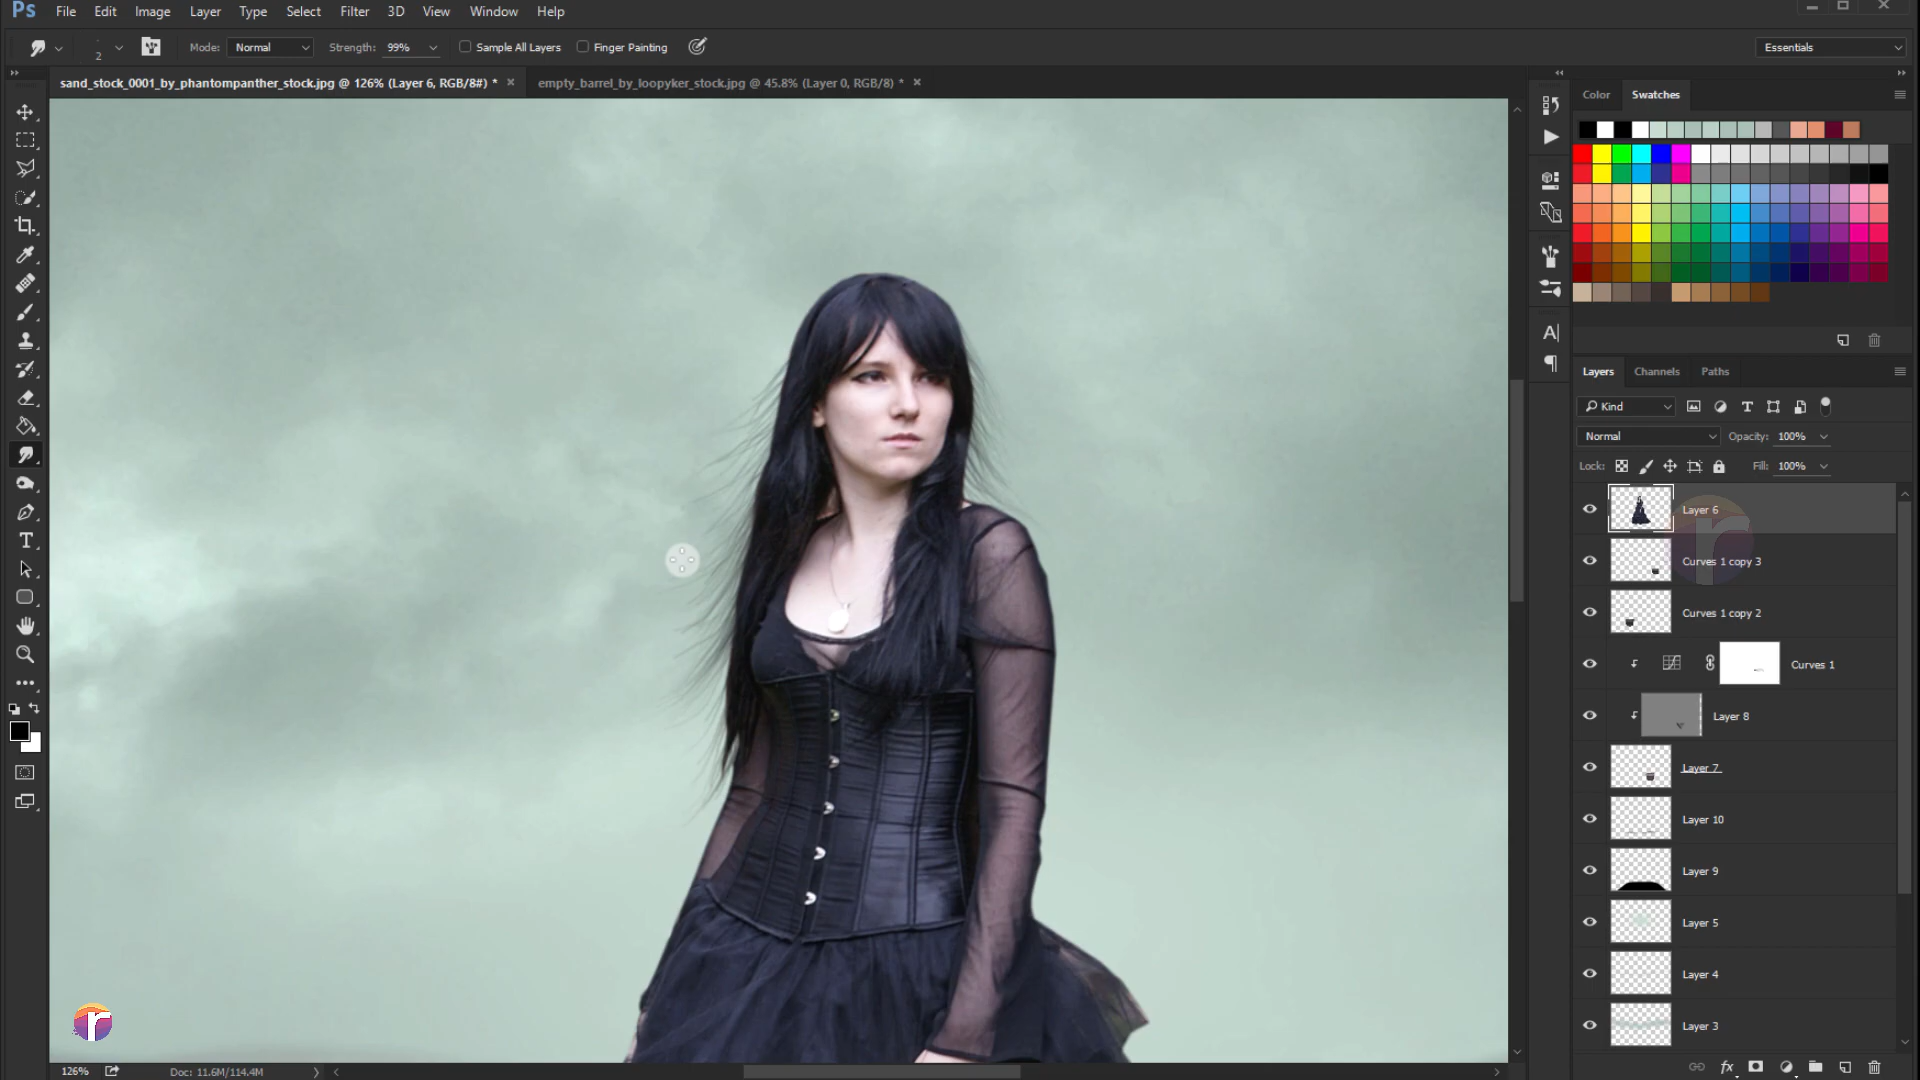 Ps File Edit Image Layer Type Select Filter 3D View Window Help
2 Mode: Normal Strength: 99% Sample All Layers Finger Painting Essentials
sand_stock_0001_by_phantompanther_stock.jpg @ 126% (Layer 6, RGB/8#) * × empty_barrel_by_loopyker_stock.jpg @ 45.8% (Layer 0, RGB/8) * ×
Color Swatches
Layers Channels Paths
Kind
Normal Opacity: 100%
Lock: Fill: 100%
Layer 6
Curves 1 copy 3
Curves 1 copy 2
Curves 1
Layer 8
Layer 7
Layer 10
Layer 9
Layer 5
Layer 4
Layer 3
126% Doc: 11.6M/114.4M
fx